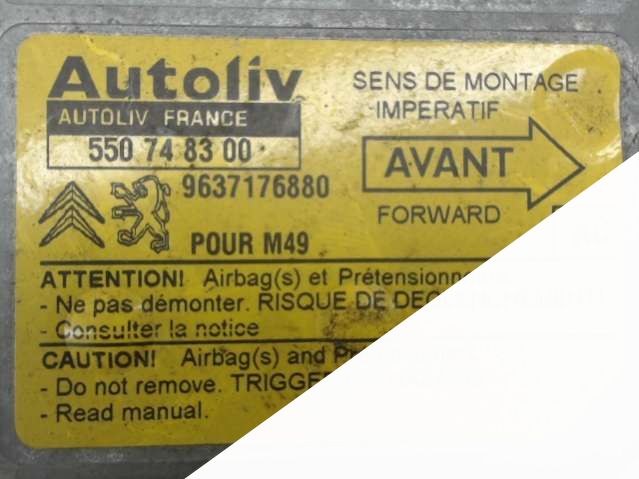 Autoliv
AUTOLIV FRANCE
550 74 83 00
9637176880
POUR M49
SENS DE MONTAGE
IMPERATIF
AVANT
FORWARD
ATTENTION! Airbag(s) et
- Ne pas démonter. RISQUE DE
- Consulter la notice
CAUTION! Airbag(s) and
- Do not remove.
- Read manual.